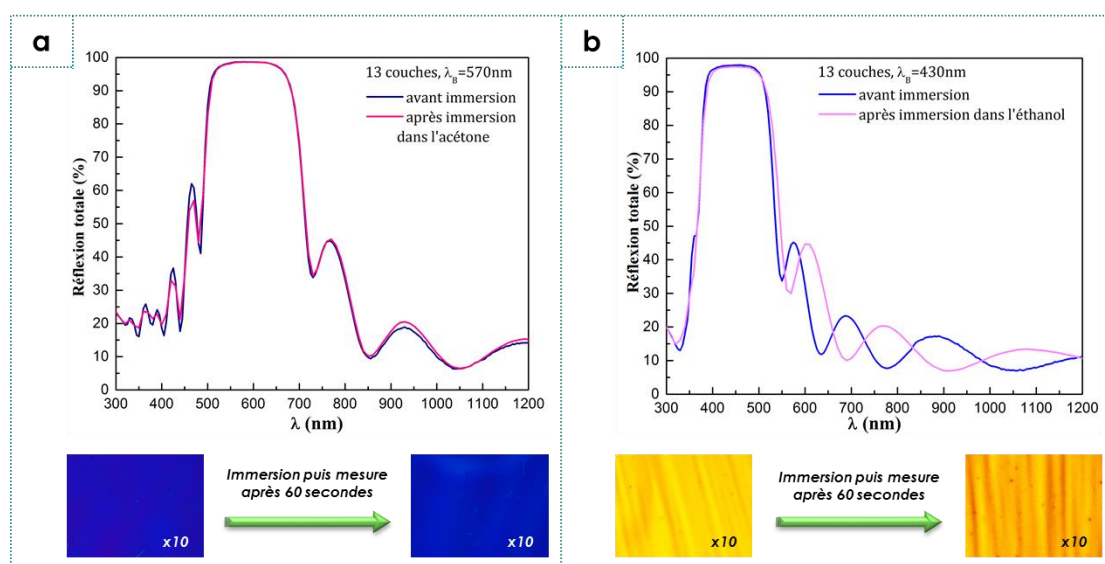 a
Réflexion totale (%)
100
90
80
70
60
50
40
30
20
10
0
13 couches, λB=570nm
avant immersion
après immersion
dans l'acétone
300 400 500 600 700 800 900 1000 1100 1200
λ (nm)
Immersion puis mesure
après 60 secondes
x10
x10
b
Réflexion totale (%)
100
90
80
70
60
50
40
30
20
10
0
13 couches, λB=430nm
avant immersion
après immersion dans l'éthanol
300 400 500 600 700 800 900 1000 1100 1200
λ (nm)
Immersion puis mesure
après 60 secondes
x10
x10